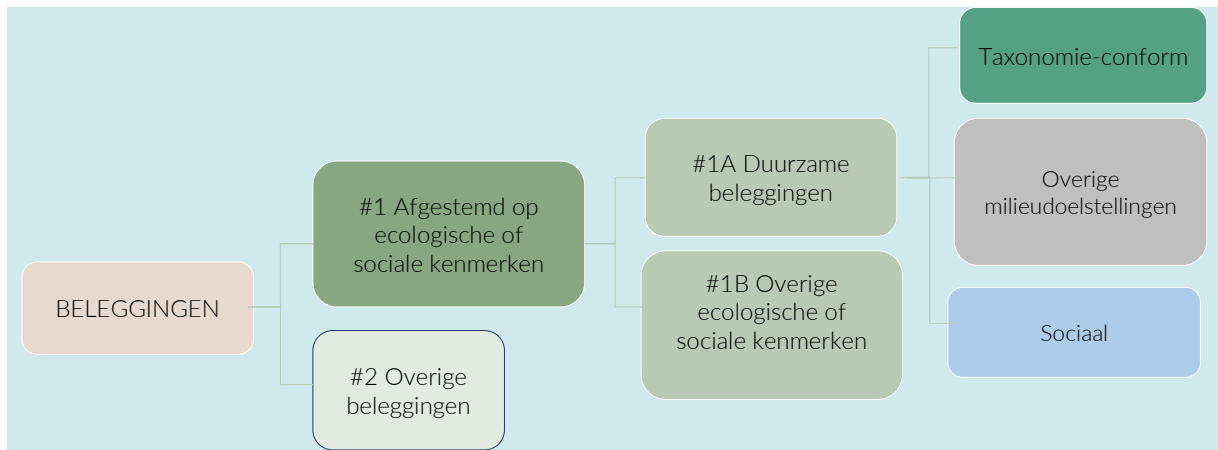 BELEGGINGEN
#1 Afgestemd op
ecologische of
sociale kenmerken
#2 Overige
beleggingen
#1A Duurzame
beleggingen
#1B Overige
ecologische of
sociale kenmerken
Taxonomie-conform
Overige
milieudoelstellingen
Sociaal